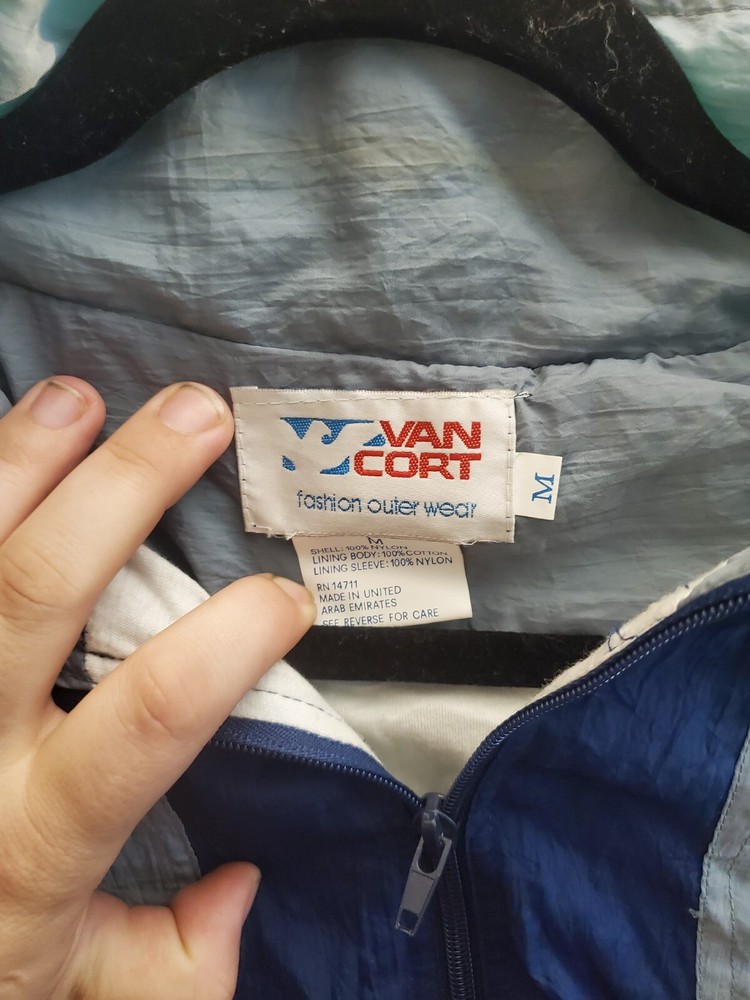 VAN
CORT
fashion outer wear
M
M
SHELL: 100% NYLON
LINING BODY: 100% COTTON
LINING SLEEVE: 100% NYLON
RN 14711
MADE IN UNITED
ARAB EMIRATES
SEE REVERSE FOR CARE